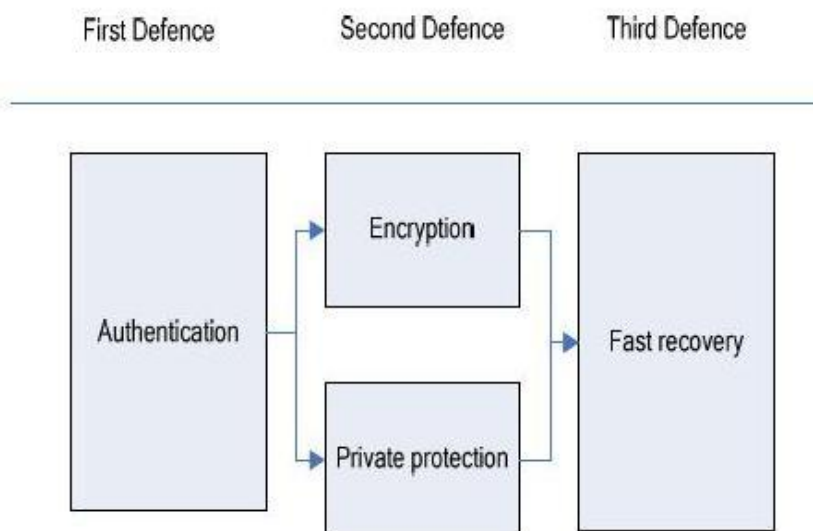 First Defence
Second Defence
Third Defence
Authentication
Encryption
Private protection
Fast recovery